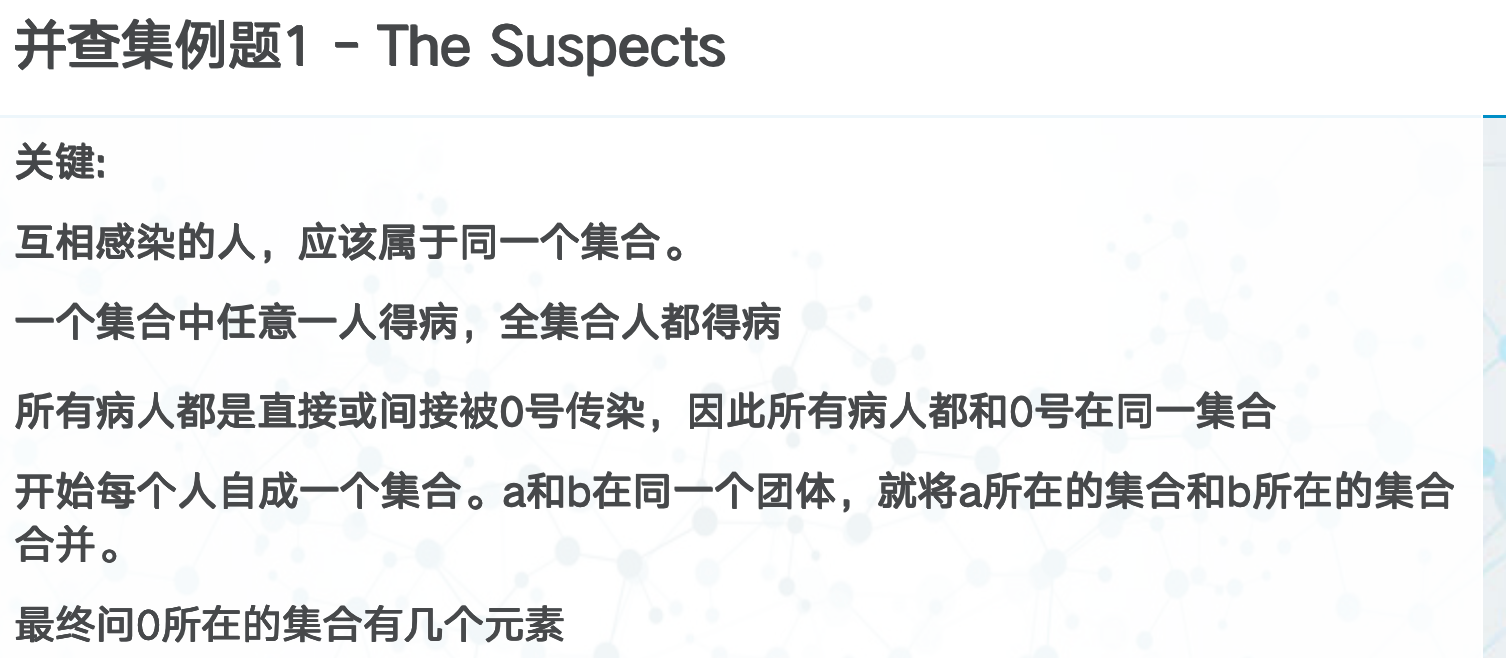 并查集例题1 - The Suspects
关键:
互相感染的人，应该属于同一个集合。
一个集合中任意一人得病，全集合人都得病
所有病人都是直接或间接被0号传染，因此所有病人都和0号在同一集合
开始每个人自成一个集合。a和b在同一个团体，就将a所在的集合和b所在的集合
合并。
最终问0所在的集合有几个元素